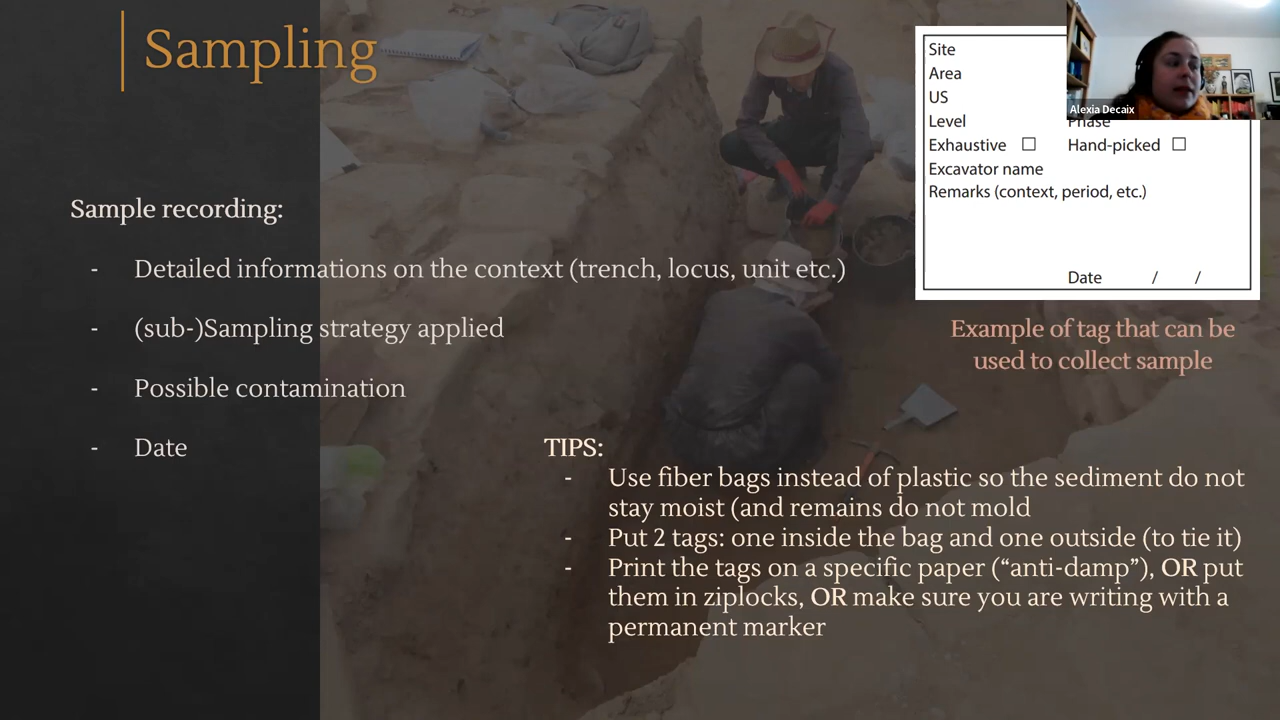 Sampling
Site
Area
US
Alexia Decaix
Level Phase
Exhaustive Hand-picked
Excavator name
Remarks (context, period, etc.)
Date / /
Example of tag that can be
used to collect sample
Sample recording:
- Detailed informations on the context (trench, locus, unit etc.)
- (sub-)Sampling strategy applied
- Possible contamination
- Date
TIPS:
- Use fiber bags instead of plastic so the sediment do not
stay moist (and remains do not mold
- Put 2 tags: one inside the bag and one outside (to tie it)
- Print the tags on a specific paper (“anti-damp”), OR put
them in ziplocks, OR make sure you are writing with a
permanent marker